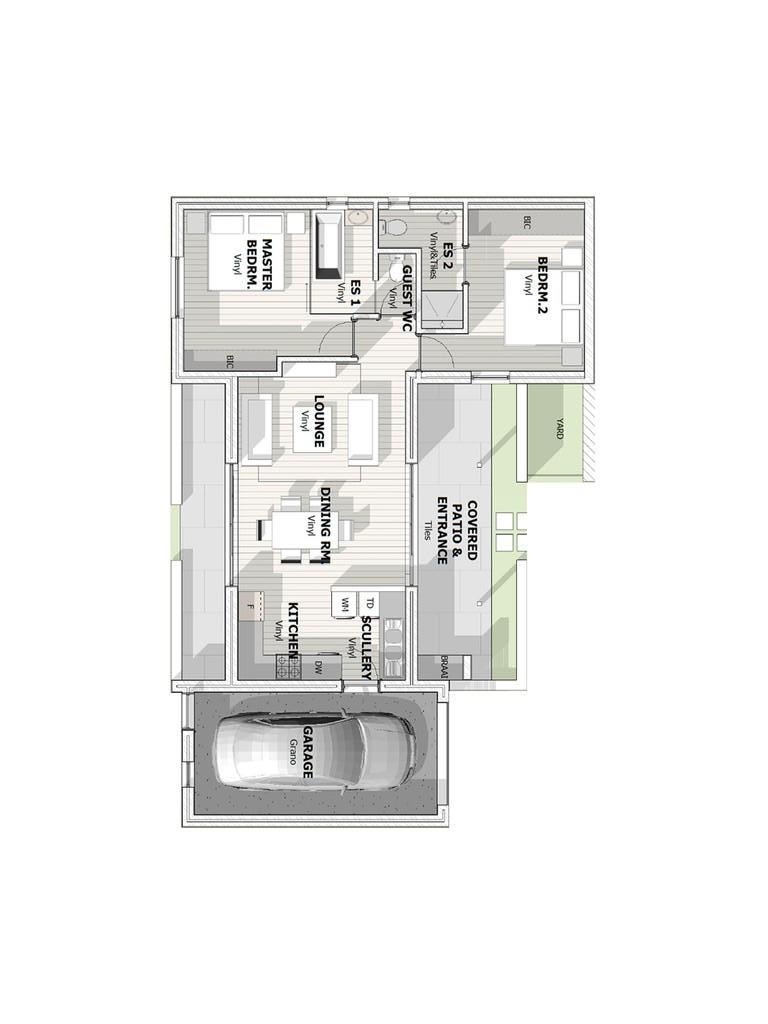 BIC
MASTER
BEDRM.
Vinyl
ES 1
Vinyl
GUEST WC
ES 2
Vinyl&Tiles
BEDRM.2
Vinyl
BIC
LOUNGE
Vinyl
YARD
DINING RM.
Vinyl
COVERED
PATIO &
ENTRANCE
Tiles
F
KITCHEN
Vinyl
WM
TD
SCULLERY
Vinyl
DW
BRAAI
GARAGE
Grano